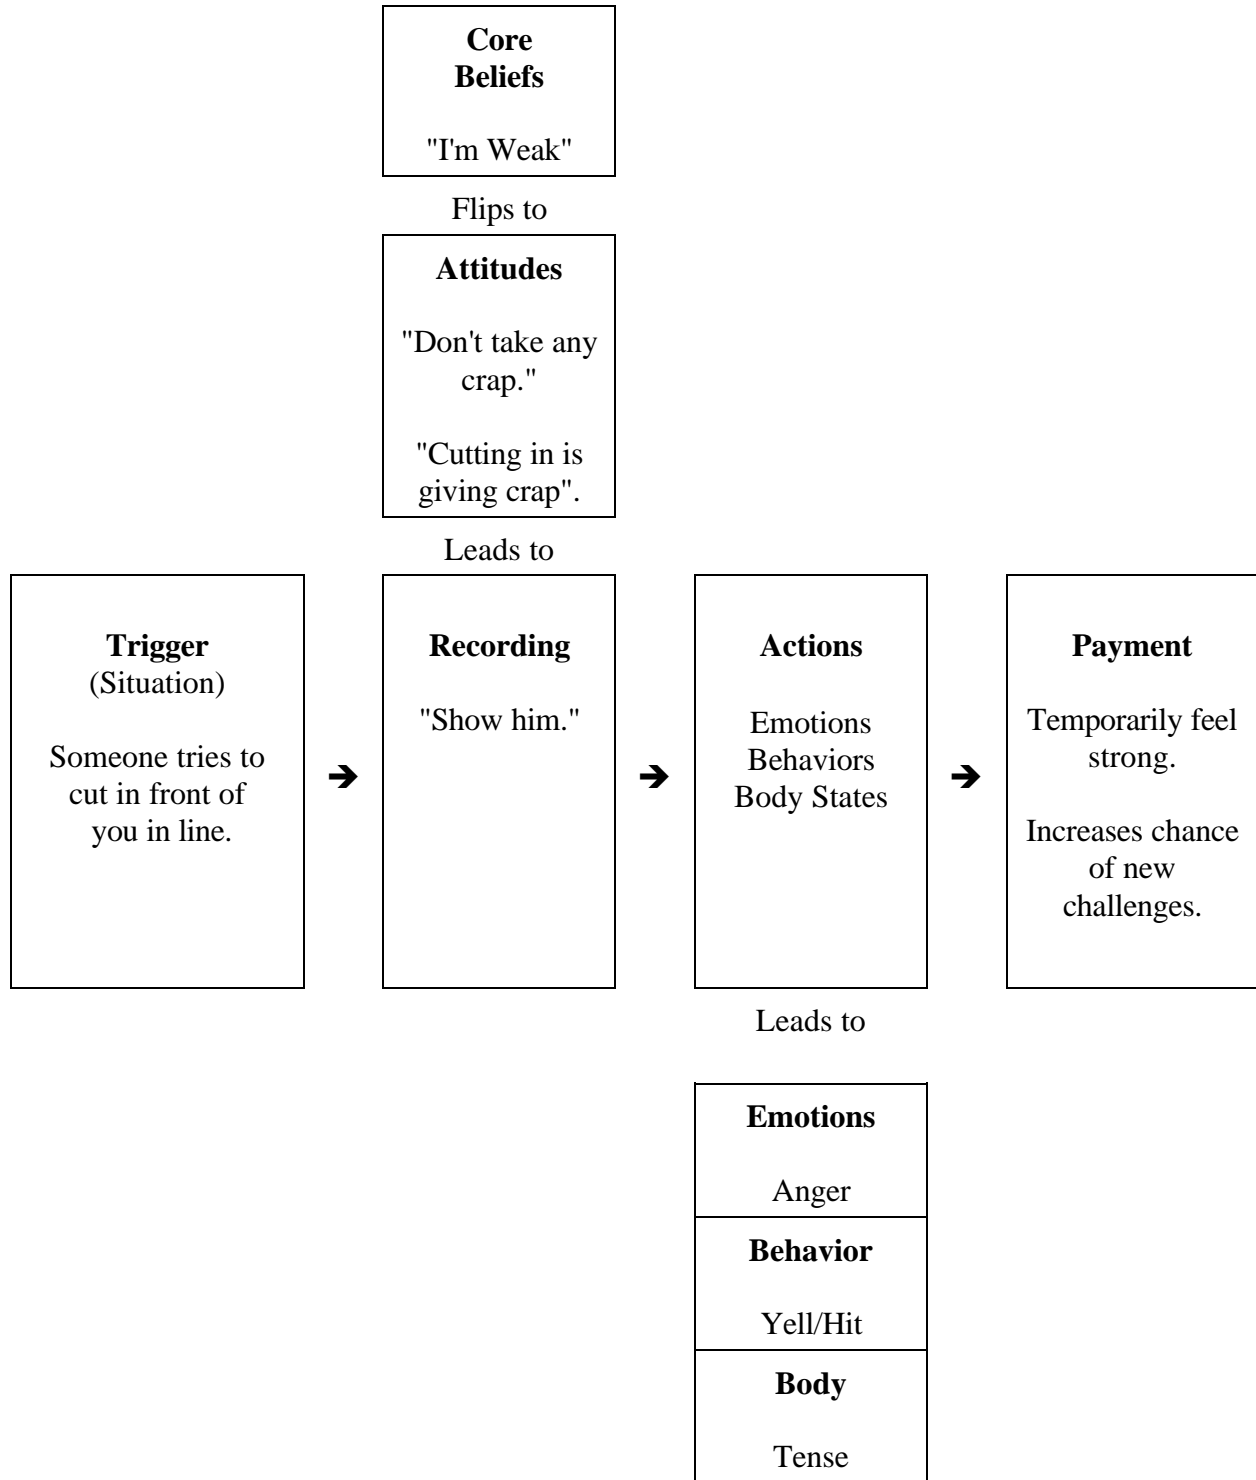 Core
Beliefs
"I'm Weak"
Flips to
Attitudes
"Don't take any
crap."
"Cutting in is
giving crap".
Leads to
Trigger
(Situation)
Someone tries to
cut in front of
you in line.
➔
Recording
"Show him."
➔
Actions
Emotions
Behaviors
Body States
➔
Payment
Temporarily feel
strong.
Increases chance
of new
challenges.
Leads to
Emotions
Anger
Behavior
Yell/Hit
Body
Tense